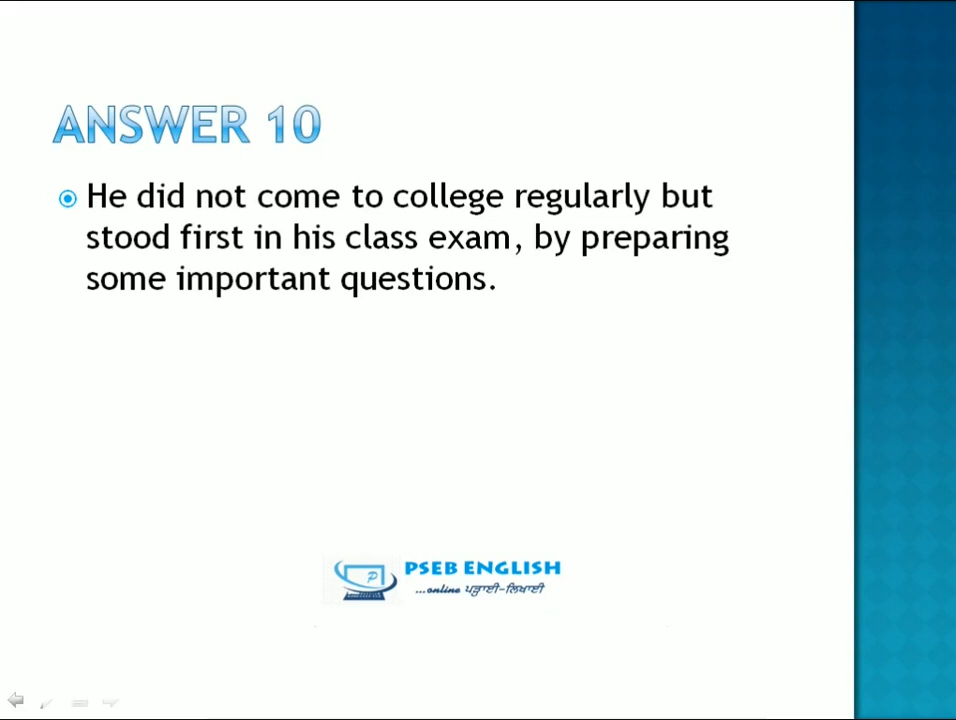 ANSWER 10
He did not come to college regularly but
stood first in his class exam, by preparing
some important questions.
P
PSEB ENGLISH
...online ਪੜ੍ਹਾਈ-ਲਿਖਾਈ